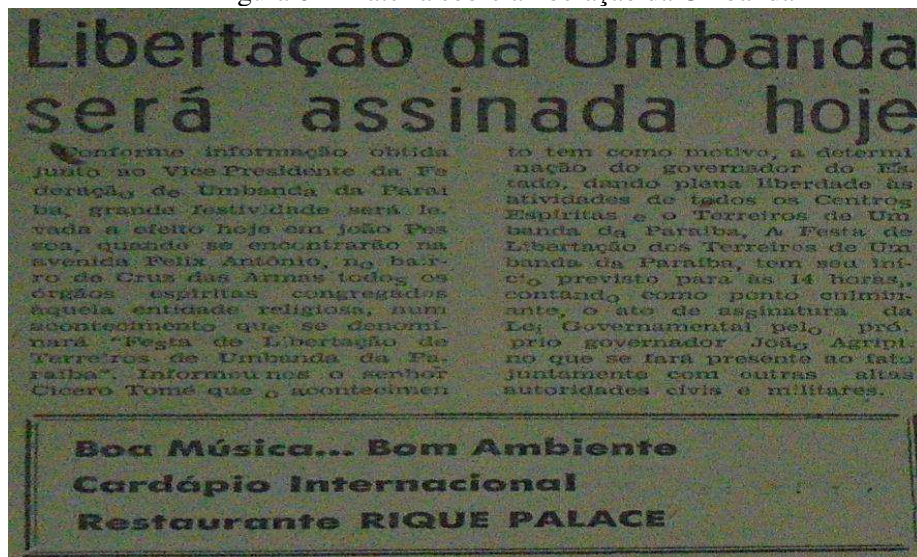 Libertação da Umbanda
será assinada hoje
Conforme informação obtida
junto ao Vice Presidente da Fe
deração de Umbanda da Parai
ba, grande festividade será le.
vada a efeito hoje em joão Pes
soa, quando se encontrarão na
avenida Felix Antônio, no bair-
ro de Cruz das Armas todos os
órgãos espíritas congregados
àquela entidade religiosa, num
acontecimento que se denomi
nará "Festa de Libertação de
Terreiros de Umbanda da Pa-
raíba". Informou nos o senhor
Cícero Tomé que o acontecimen
to tem como motivo, a determi
nação do governador do Es-
tado, dando plena liberdade às
atividades de todos os Centros
Espíritas e o Terreiros de Um
banda da Paraíba, A Festa de
Libertação dos Terreiros de Um
banda da Paraíba, tem seu iní-
cio previsto para às 14 horas,,
contando como ponto culmin-
ante, o ato de assinatura da
Lei Governamental pelo pró.
prio governador João Agripi-
no que se fará presente ao fato
juntamente com outras altas
autoridades civis e militares.
Boa Música... Bom Ambiente
Cardápio Internacional
Restaurante RIQUE PALACE